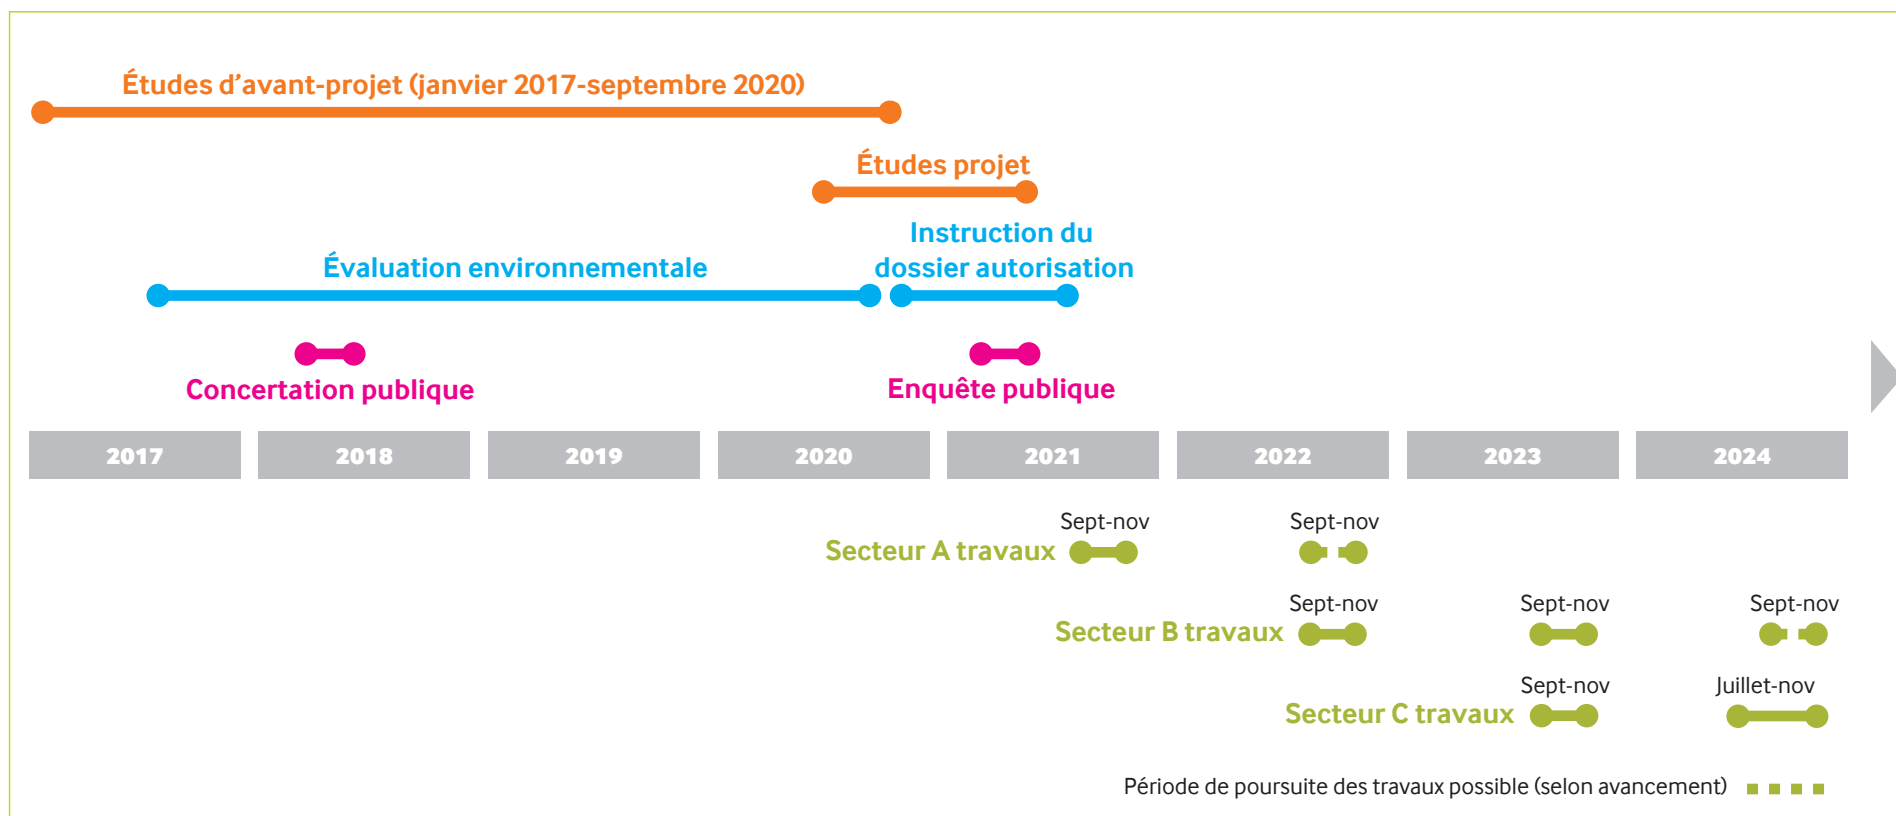 Études d’avant-projet (janvier 2017-septembre 2020)
Études projet
Instruction du
dossier autorisation
Évaluation environnementale
Concertation publique
Enquête publique
2017
2018
2019
2020
2021
2022
2023
2024
Sept-nov
Sept-nov
Secteur A travaux
Sept-nov
Sept-nov
Sept-nov
Secteur B travaux
Sept-nov
Juillet-nov
Secteur C travaux
Période de poursuite des travaux possible (selon avancement)